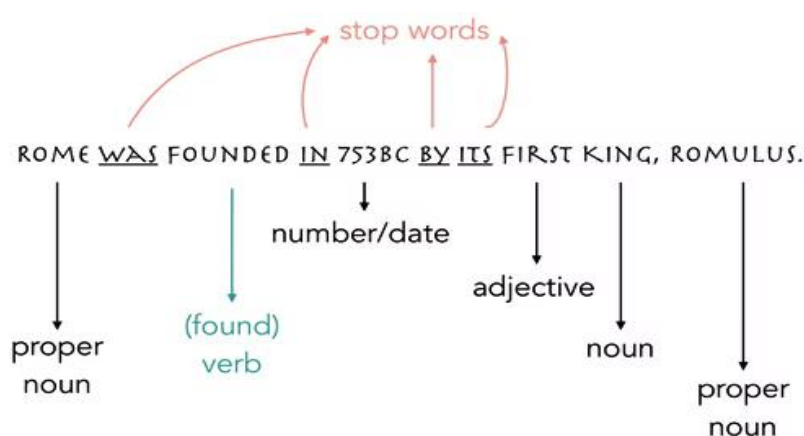 stop words
ROME WAS FOUNDED IN 753BC BY ITS FIRST KING, ROMULUS.
number/date
adjective
(found)
verb
proper
noun
noun
proper
noun